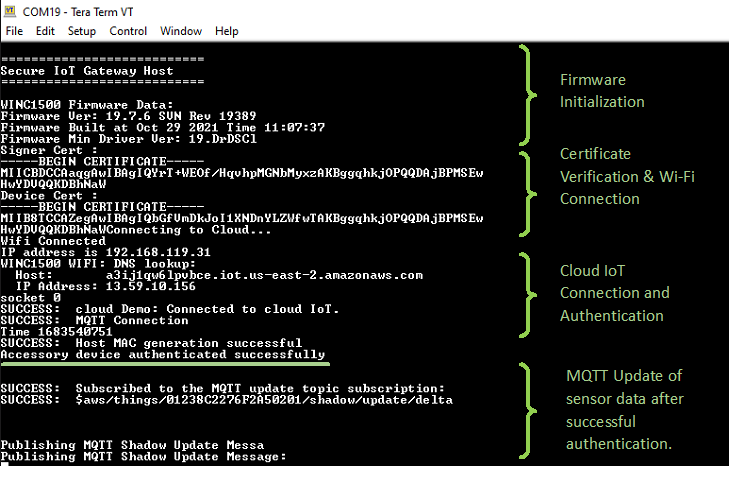 COM19 - Tera Term VT
File Edit Setup Control Window Help
===========================
Secure IoT Gateway Host
===========================
WINC1500 Firmware Data:
Firmware Ver: 19.7.6 SVN Rev 19389
Firmware Built at Oct 29 2021 Time 11:07:37
Firmware Min Driver Ver: 19.DrDSCl
Signer Cert :
-----BEGIN CERTIFICATE-----
MIICBDCCAaqgAwIBAgIQYrT+WEOf/HqvhpMGNbMyxzAKBggqhkjOPQQDAjBPMSEw
HwYDVQQKDBhNaW
Device Cert :
-----BEGIN CERTIFICATE-----
MIIB8TCCAZegAwIBAgIQbGfVmDkJoI1XNDnYLZWfwTAKBggqhkjOPQQDAjBPMSEw
HwYDVQQKDBhNaWConnecting to Cloud...
Wifi Connected
IP address is 192.168.119.31
WINC1500 WIFI: DNS lookup:
Host: a3ij1qw6lpvbce.iot.us-east-2.amazonaws.com
IP Address: 13.59.10.156
socket 0
SUCCESS: cloud Demo: Connected to cloud IoT.
SUCCESS: MQTT Connection
Time 1683540751
SUCCESS: Host MAC generation successful
Accessory device authenticated successfully
SUCCESS: Subscribed to the MQTT update topic subscription:
SUCCESS: $aws/things/01238C2276F2A50201/shadow/update/delta
Publishing MQTT Shadow Update Messa
Publishing MQTT Shadow Update Message:
Firmware
Initialization
Certificate
Verification & Wi-Fi
Connection
Cloud IoT
Connection and
Authentication
MQTT Update of
sensor data after
successful
authentication.